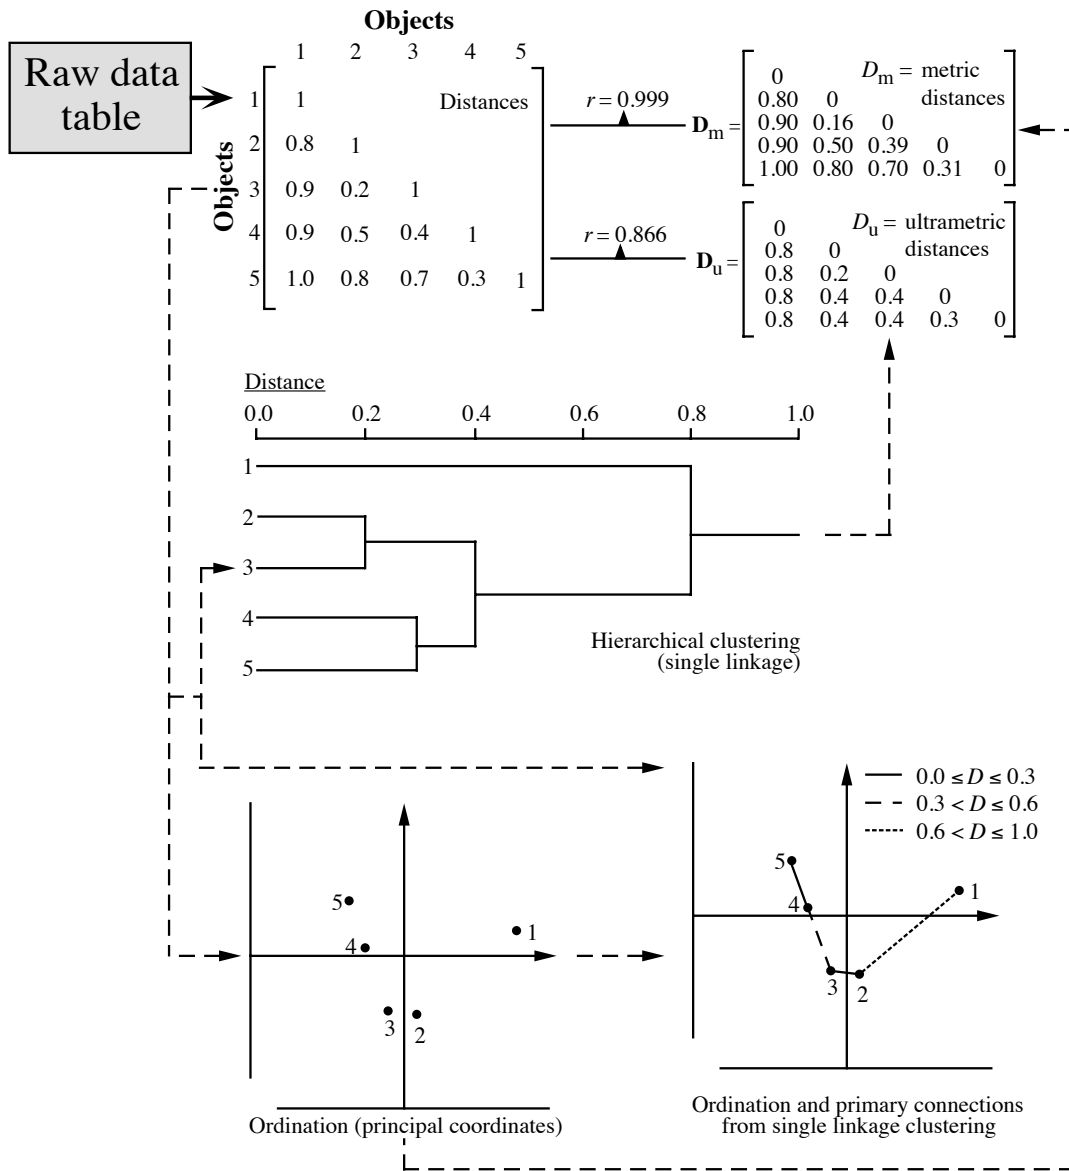 Objects
Raw data
table
1 2 3 4 5
Objects
Distances
1 1
2 0.8 1
3 0.9 0.2 1
4 0.9 0.5 0.4 1
5 1.0 0.8 0.7 0.3 1
r = 0.999
D_m =
D_m = metric
distances
0
0.80 0
0.90 0.16 0
0.90 0.50 0.39 0
1.00 0.80 0.70 0.31 0
r = 0.866
D_u =
D_u = ultrametric
distances
0
0.8 0
0.8 0.2 0
0.8 0.4 0.4 0
0.8 0.4 0.4 0.3 0
Distance
0.0 0.2 0.4 0.6 0.8 1.0
1
2
3
4
5
Hierarchical clustering
(single linkage)
5
4
1
3
2
Ordination (principal coordinates)
0.0 ≤ D ≤ 0.3
0.3 < D ≤ 0.6
0.6 < D ≤ 1.0
5
4
1
3
2
Ordination and primary connections
from single linkage clustering